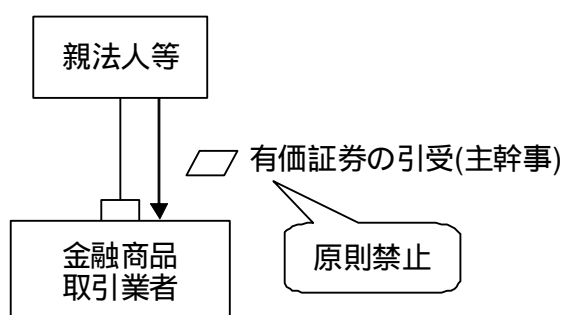 親法人等
有価証券の引受(主幹事)
原則禁止
金融商品
取引業者